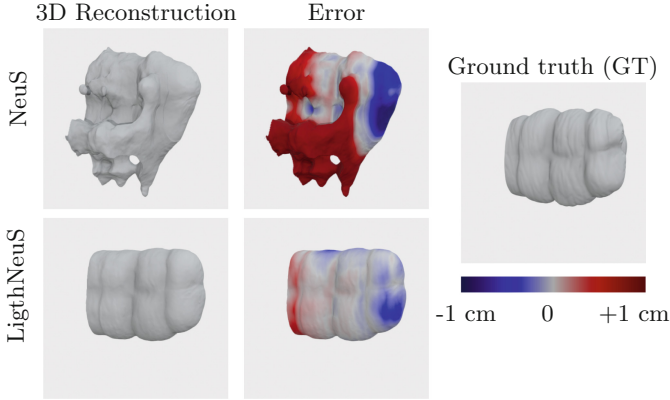 3D Reconstruction
Error
NeuS
Ground truth (GT)
LigthNeuS
-1 cm 0 +1 cm